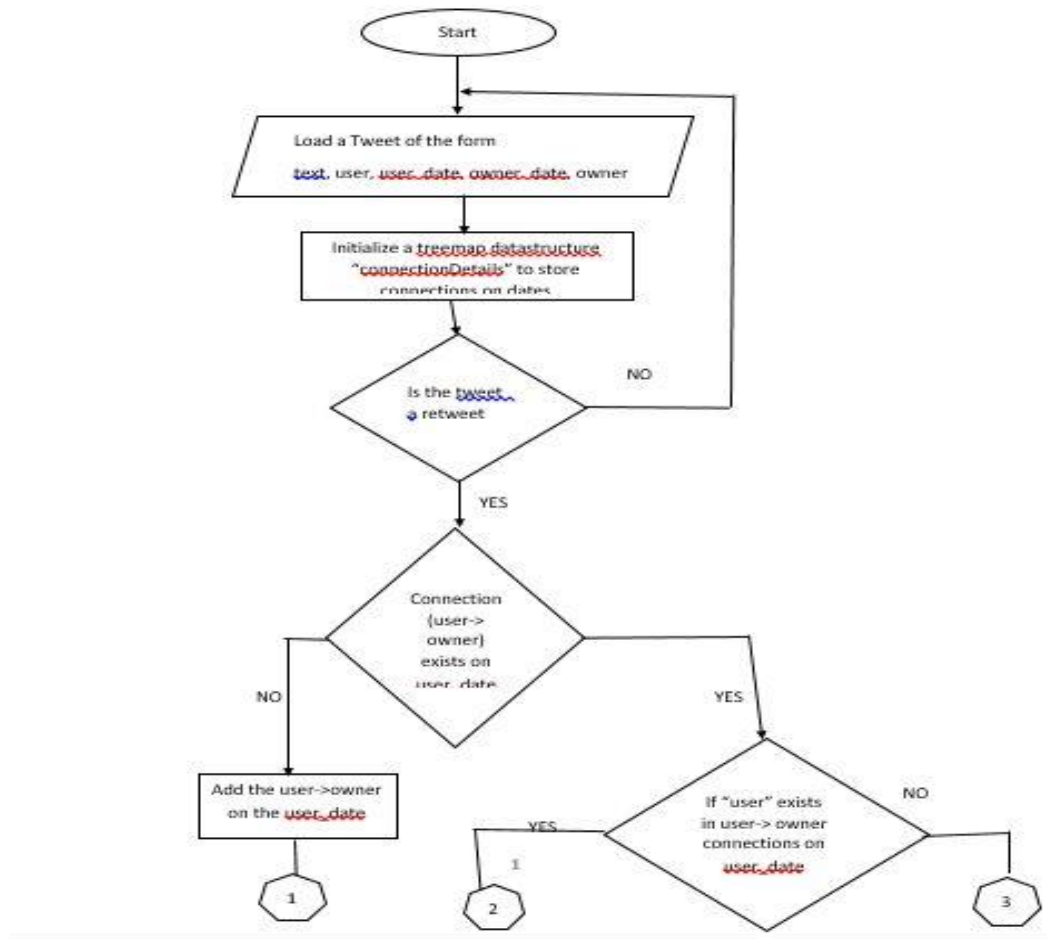 Start
Load a Tweet of the form
text, user, user_date, owner_date, owner
Initialize a treemap datastructure
“connectionDetails” to store
connections on dates
Is the tweet
a retweet
NO
YES
Connection
(user->
owner)
exists on
user_date
NO
YES
Add the user->owner
on the user_date
If “user” exists
in user-> owner
connections on
user_date
NO
YES
1
1
2
3